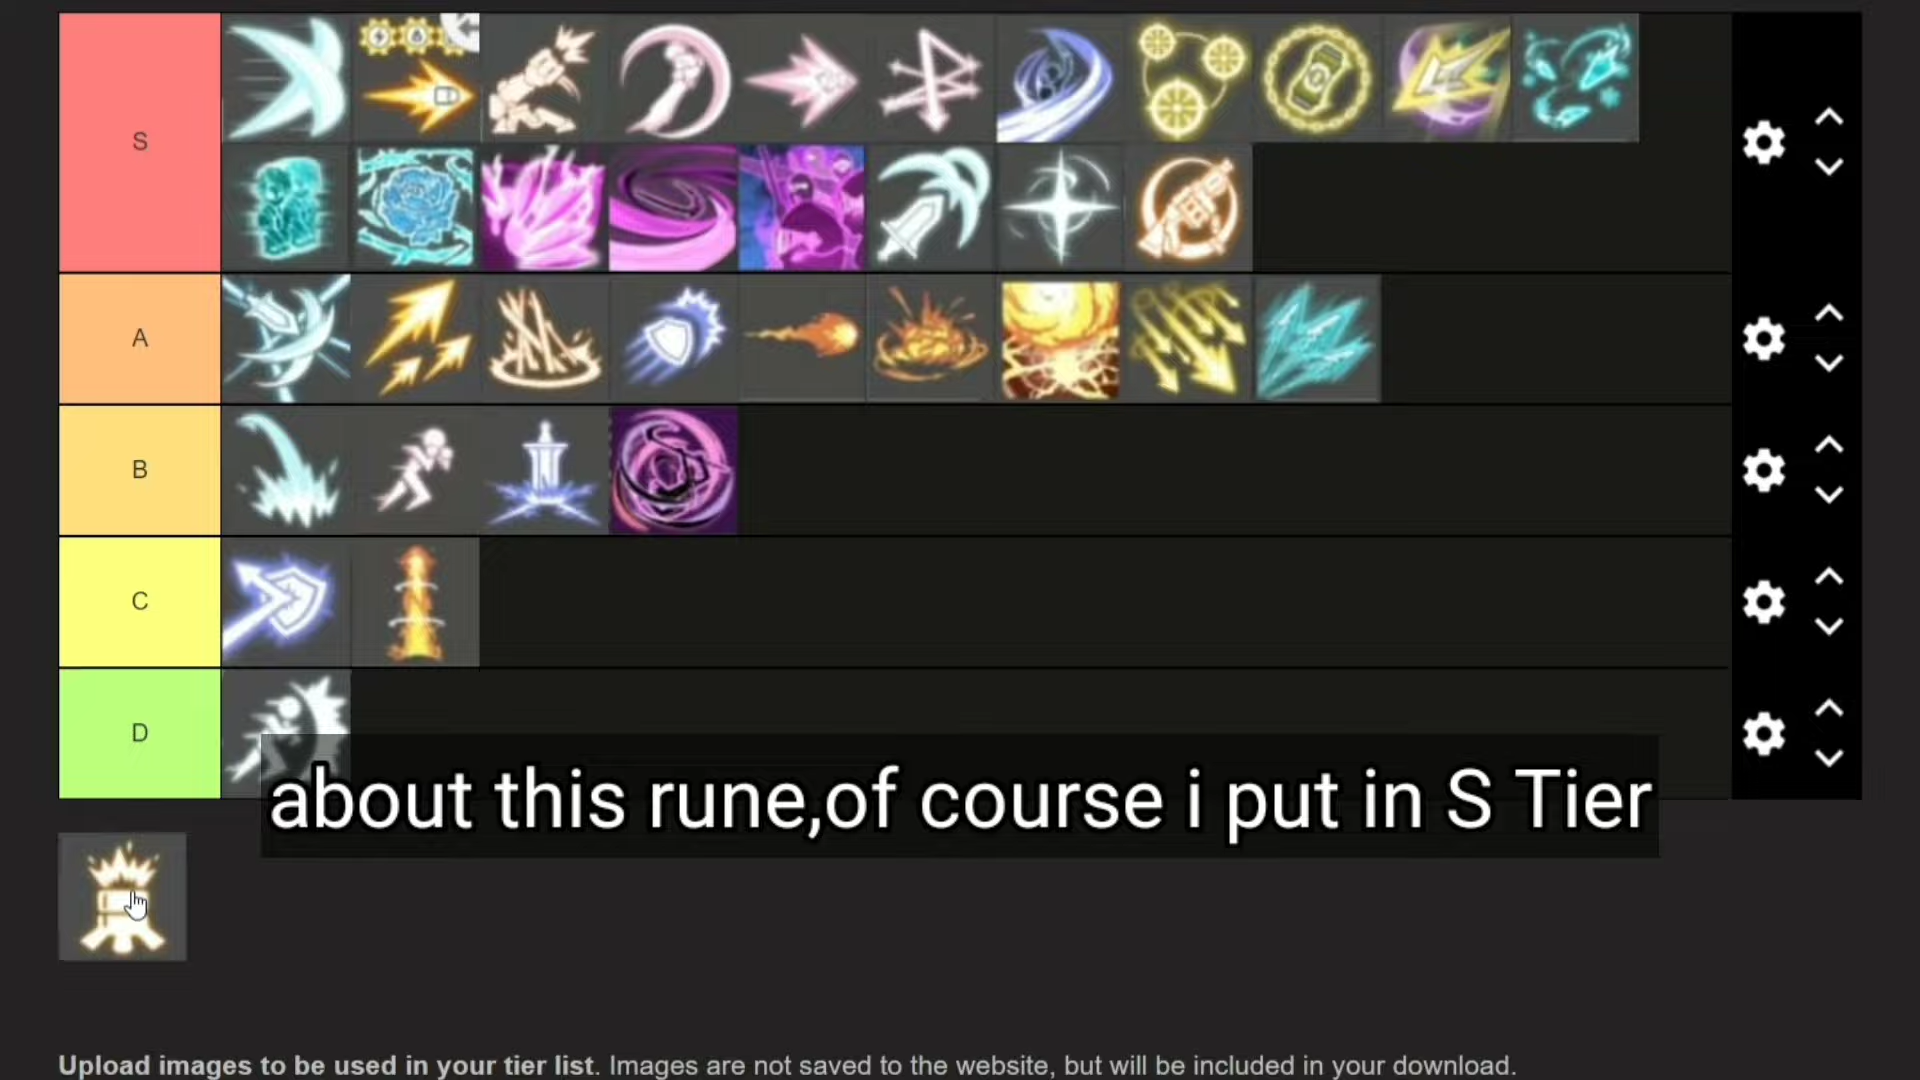 S
A
B
C
D
about this rune,of course i put in S Tier
Upload images to be used in your tier list. Images are not saved to the website, but will be included in your download.